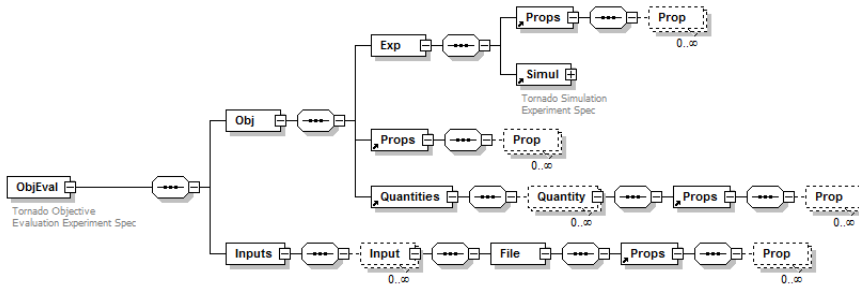 Props
Prop
0..∞
Exp
Simul
Tornado Simulation
Experiment Spec
Obj
Props
Prop
0..∞
ObjEval
Tornado Objective
Evaluation Experiment Spec
Quantities
Quantity
0..∞
Props
Prop
0..∞
Inputs
Input
0..∞
File
Props
Prop
0..∞